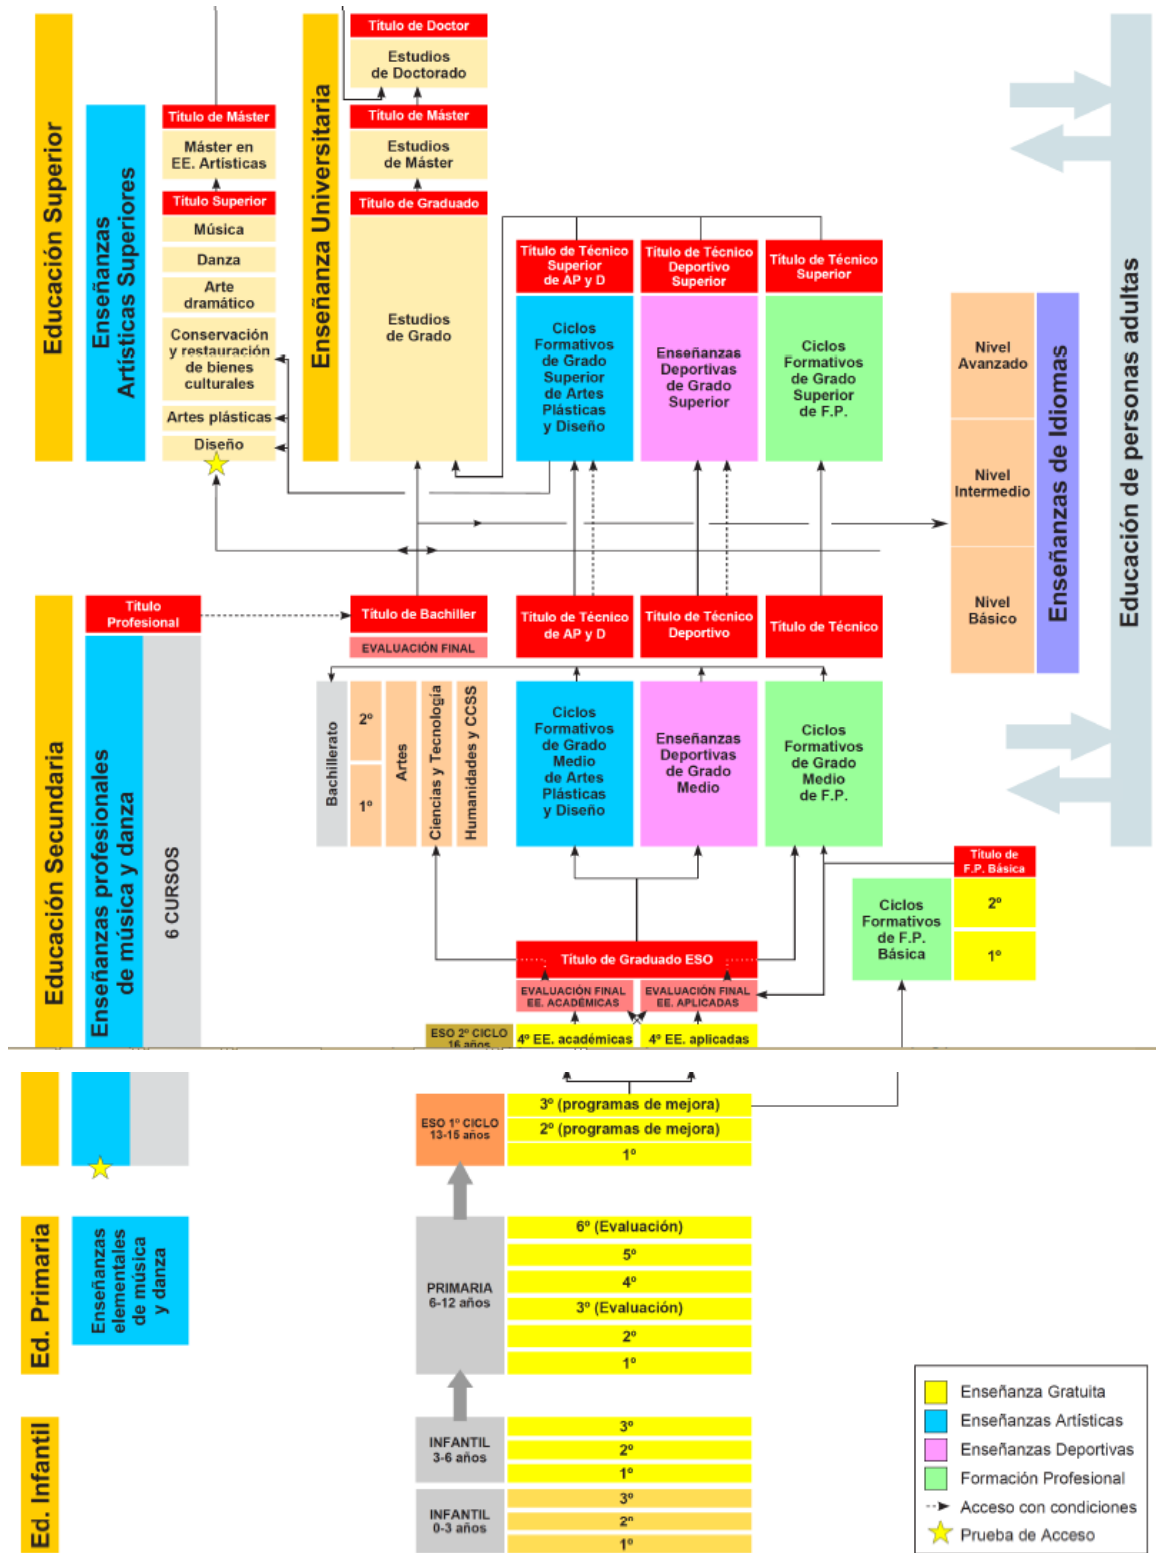 Educación Superior
Enseñanzas
Artísticas Superiores
Título de Máster
Máster en
EE. Artísticas
Título Superior
Música
Danza
Arte
dramático
Conservación
y restauración
de bienes
culturales
Artes plásticas
Diseño
Enseñanza Universitaria
Título de Doctor
Estudios
de Doctorado
Título de Máster
Estudios
de Máster
Título de Graduado
Estudios
de Grado
Título de Técnico
Superior
de AP y D
Ciclos
Formativos
de Grado
Superior
de Artes
Plásticas
y Diseño
Título de Técnico
Deportivo
Superior
Enseñanzas
Deportivas
de Grado
Superior
Título de Técnico
Superior
Ciclos
Formativos
de Grado
Superior
de F.P.
Nivel
Avanzado
Nivel
Intermedio
Nivel
Básico
Enseñanzas de Idiomas
Educación de personas adultas
Educación Secundaria
Título
Profesional
Enseñanzas profesionales
de música y danza
6 CURSOS
Título de Bachiller
EVALUACIÓN FINAL
Bachillerato
2º
1º
Artes
Ciencias y Tecnología
Humanidades y CCSS
Título de Técnico
de AP y D
Ciclos
Formativos
de Grado
Medio
de Artes
Plásticas
y Diseño
Título de Técnico
Deportivo
Enseñanzas
Deportivas
de Grado
Medio
Título de Técnico
Ciclos
Formativos
de Grado
Medio
de F.P.
Título de
F.P. Básica
Ciclos
Formativos
de F.P.
Básica
2º
1º
Título de Graduado ESO
EVALUACIÓN FINAL
EE. ACADÉMICAS
EVALUACIÓN FINAL
EE. APLICADAS
ESO 2º CICLO
16 años
4º EE. académicas
4º EE. aplicadas
ESO 1º CICLO
13-15 años
3º (programas de mejora)
2º (programas de mejora)
1º
Ed. Primaria
Enseñanzas
elementales
de música
y danza
PRIMARIA
6-12 años
6º (Evaluación)
5º
4º
3º (Evaluación)
2º
1º
Ed. Infantil
INFANTIL
3-6 años
3º
2º
1º
INFANTIL
0-3 años
3º
2º
1º
Enseñanza Gratuita
Enseñanzas Artísticas
Enseñanzas Deportivas
Formación Profesional
Acceso con condiciones
Prueba de Acceso